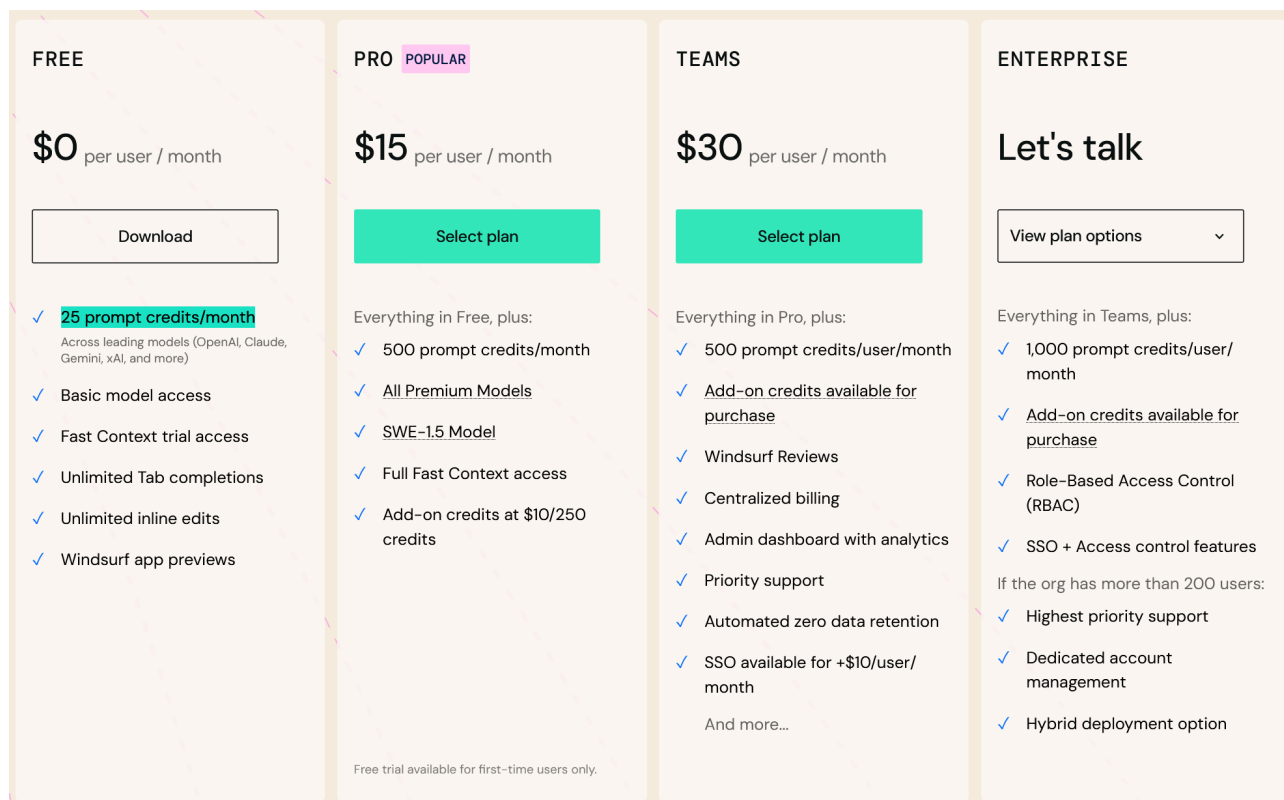 FREE
$0 per user / month
Download
25 prompt credits/month
Across leading models (OpenAI, Claude,
Gemini, xAI, and more)
Basic model access
Fast Context trial access
Unlimited Tab completions
Unlimited inline edits
Windsurf app previews
PRO POPULAR
$15 per user / month
Select plan
Everything in Free, plus:
500 prompt credits/month
All Premium Models
SWE-1.5 Model
Full Fast Context access
Add-on credits at $10/250
credits
Free trial available for first-time users only.
TEAMS
$30 per user / month
Select plan
Everything in Pro, plus:
500 prompt credits/user/month
Add-on credits available for
purchase
Windsurf Reviews
Centralized billing
Admin dashboard with analytics
Priority support
Automated zero data retention
SSO available for +$10/user/
month
And more...
ENTERPRISE
Let's talk
View plan options
Everything in Teams, plus:
1,000 prompt credits/user/
month
Add-on credits available for
purchase
Role-Based Access Control
(RBAC)
SSO + Access control features
If the org has more than 200 users:
Highest priority support
Dedicated account
management
Hybrid deployment option